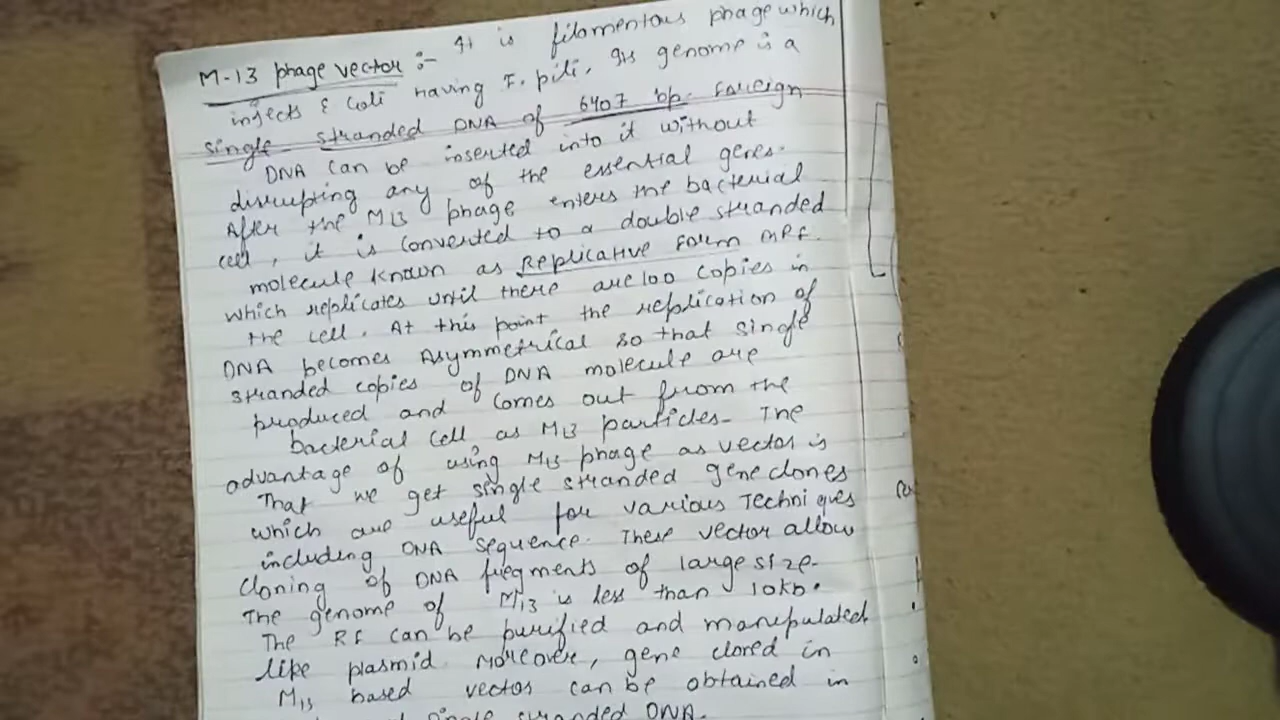 M-13 phage vector :- It is filamentous phage which
injects E coli having F. pili, Its genome is a
single stranded DNA of 6407 bp. Foreign
DNA can be inserted into it without
disrupting any of the essential genes.
After the M13 phage enters the bacterial
cell, it is converted to a double stranded
molecule known as Replicative Form
which replicates until there are 100 copies in
the cell. At this point the replication of
DNA becomes Asymmetrical so that single
stranded copies of DNA molecule are
produced and comes out from the
bacterial cell as M13 particles. The
advantage of using M13 phage as vector is
That we get single stranded gene clones
which are useful for various Techniques
including DNA sequence. These vector allow
cloning of DNA fregments of large size.
The genome of M13 is less than 10kb.
The RF can be purified and manipulated
like plasmid. Moreover, gene cloned in
M13 based vector can be obtained in
single stranded DNA.